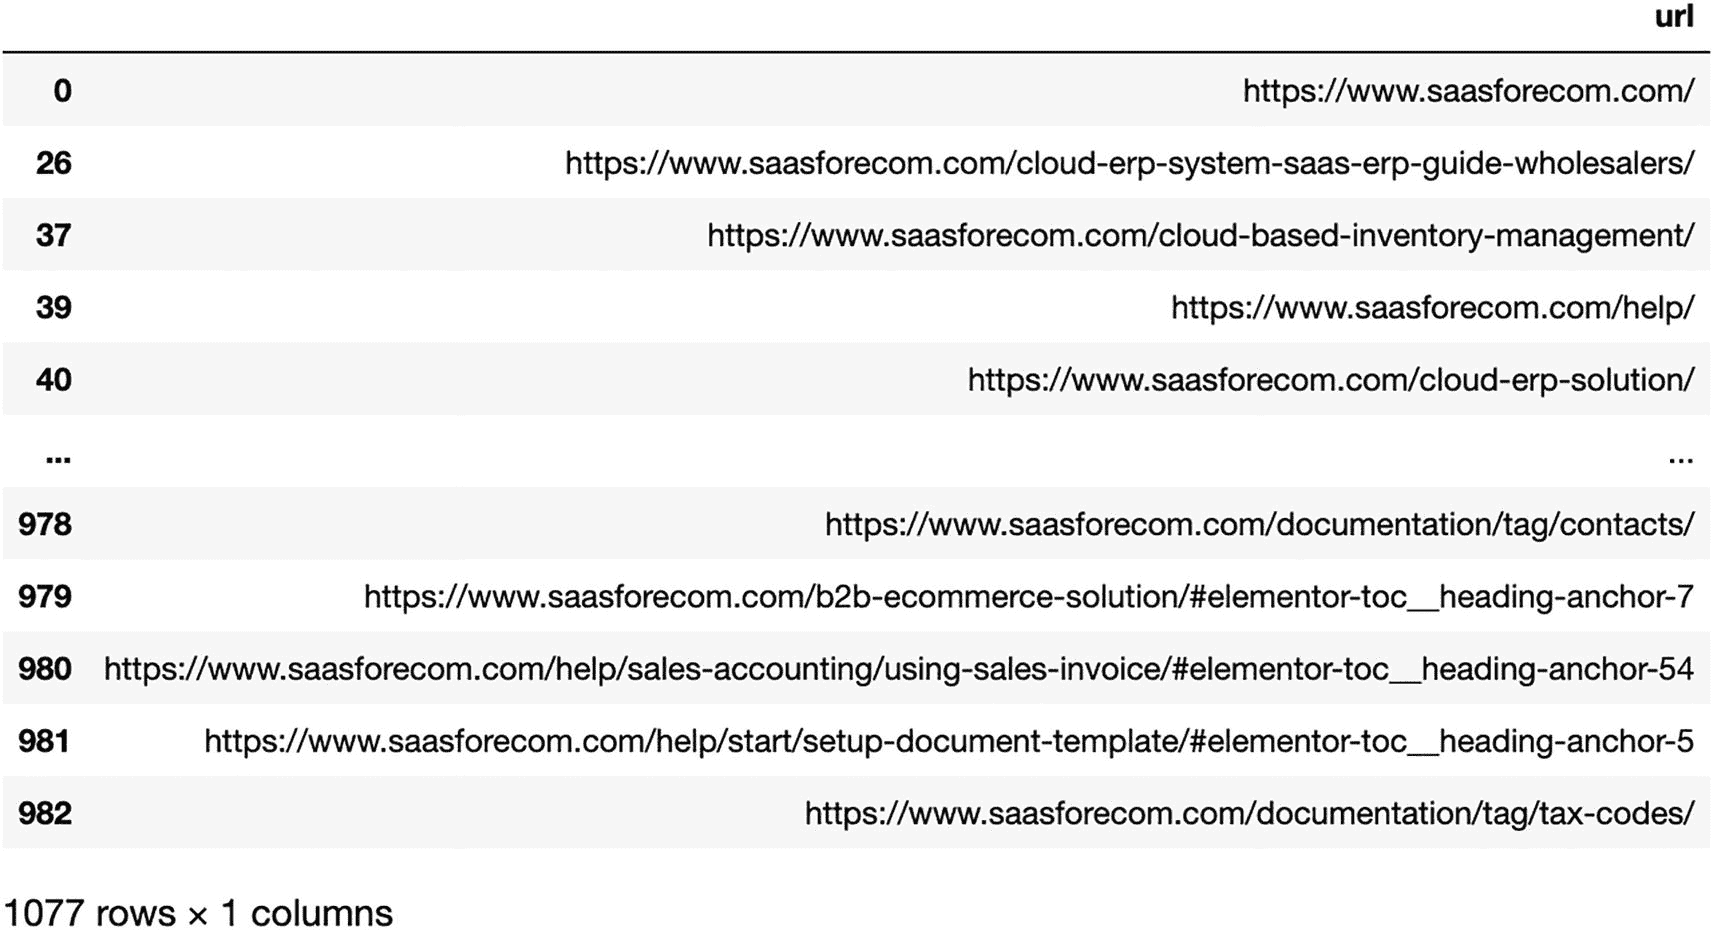 url
0 https://www.saasforecom.com/
26 https://www.saasforecom.com/cloud-erp-system-saas-erp-guide-wholesalers/
37 https://www.saasforecom.com/cloud-based-inventory-management/
39 https://www.saasforecom.com/help/
40 https://www.saasforecom.com/cloud-erp-solution/
... ...
978 https://www.saasforecom.com/documentation/tag/contacts/
979 https://www.saasforecom.com/b2b-ecommerce-solution/#elementor-toc__heading-anchor-7
980 https://www.saasforecom.com/help/sales-accounting/using-sales-invoice/#elementor-toc__heading-anchor-54
981 https://www.saasforecom.com/help/start/setup-document-template/#elementor-toc__heading-anchor-5
982 https://www.saasforecom.com/documentation/tag/tax-codes/
1077 rows × 1 columns